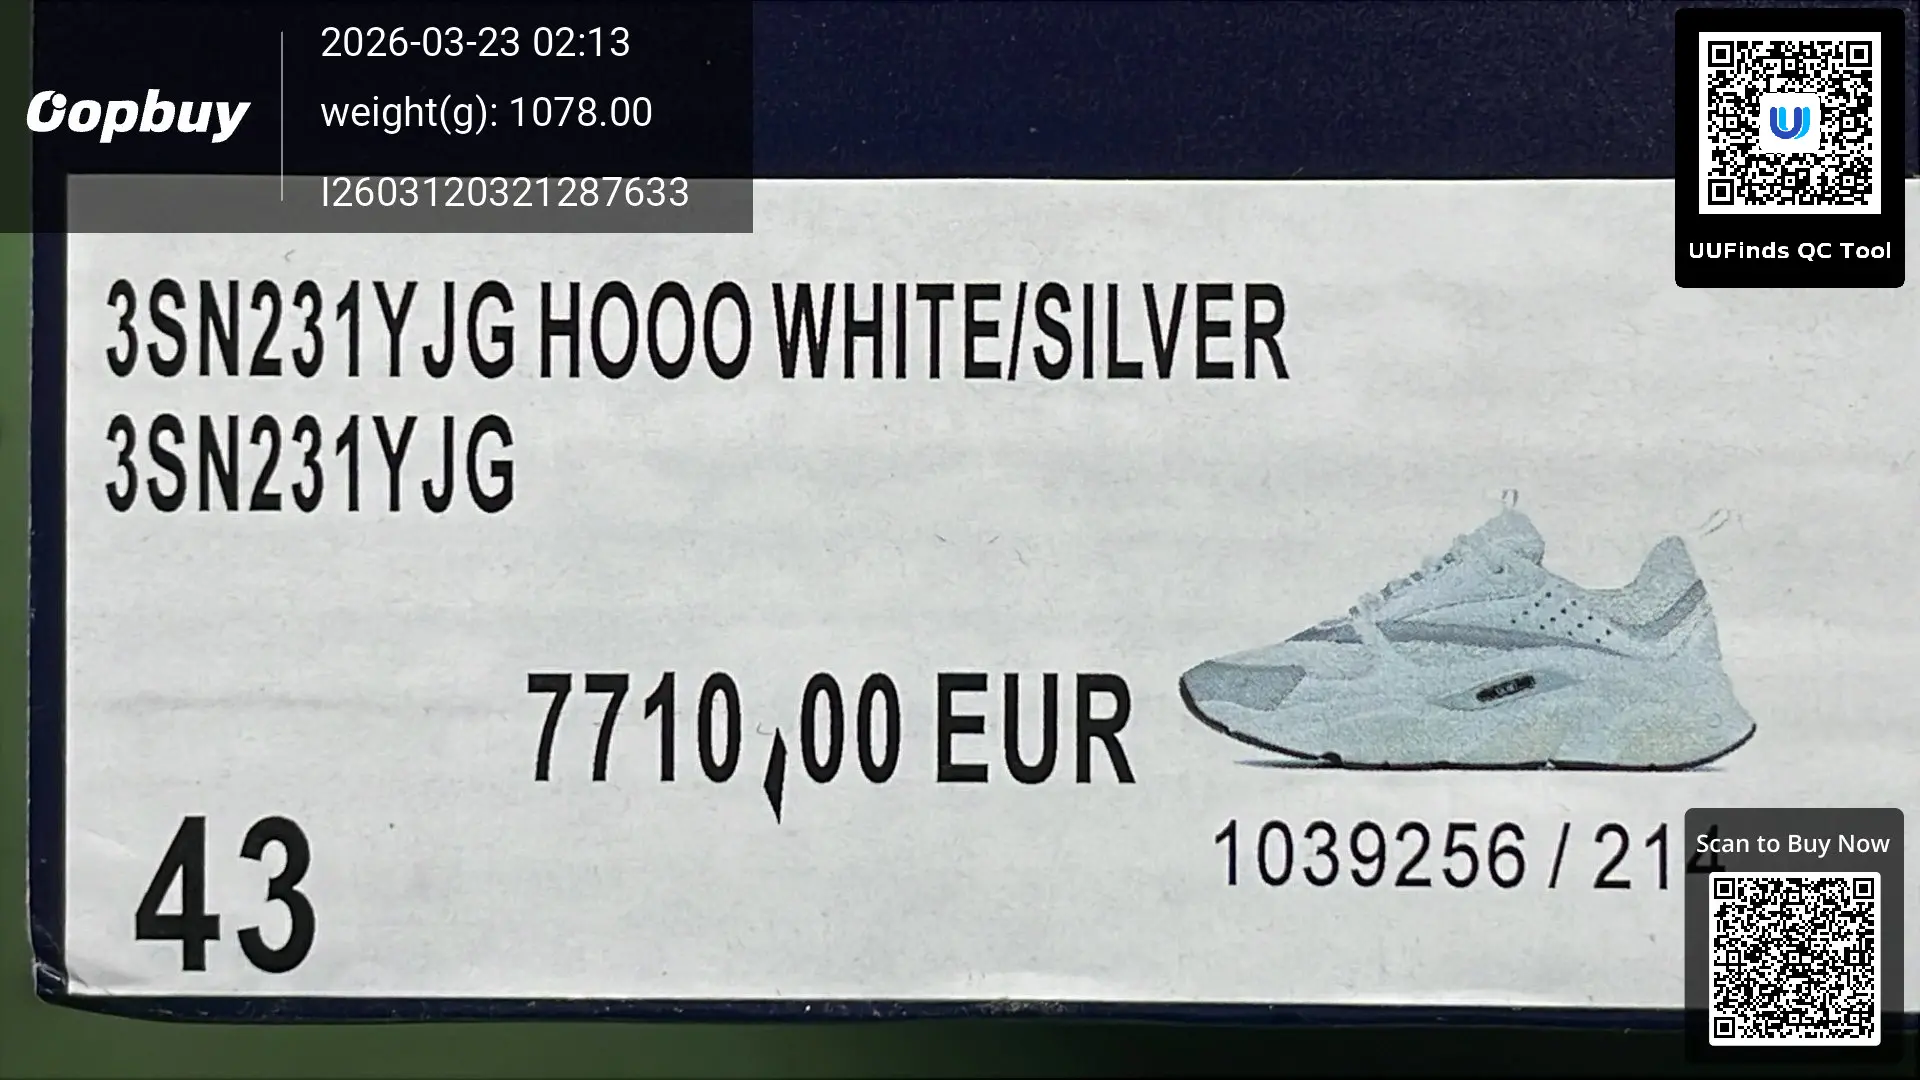 2026-03-23 02:13
Oopbuy
weight(g): 1078.00
I2603120321287633
UUFinds QC Tool
3SN231YJG HOOO WHITE/SILVER
3SN231YJG
7710,00 EUR
43
1039256 / 214
Scan to Buy Now